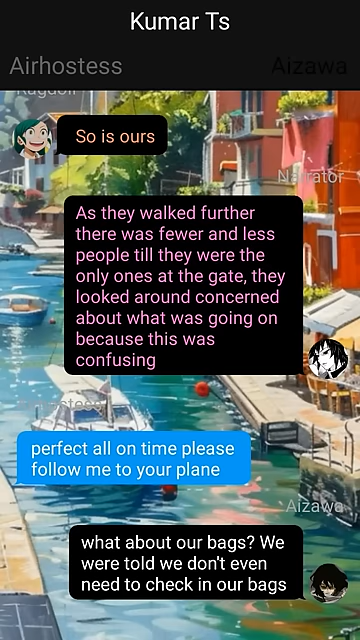 Kumar Ts
Airhostess
Aizawa
So is ours
Narrator
As they walked further
there was fewer and less
people till they were the
only ones at the gate, they
looked around concerned
about what was going on
because this was
confusing
perfect all on time please
follow me to your plane
Aizawa
what about our bags? We
were told we don't even
need to check in our bags